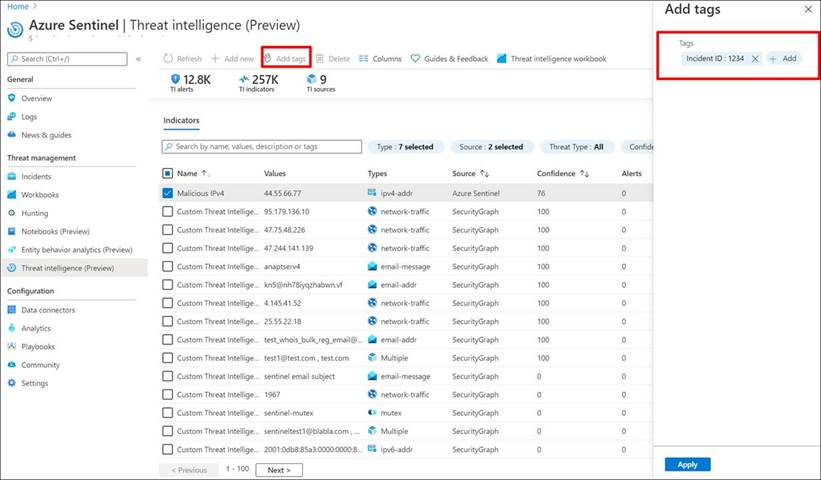 Home >
Azure Sentinel | Threat intelligence (Preview)
Search (Ctrl+/)
«
General
Overview
Logs
News & guides
Threat management
Incidents
Workbooks
Hunting
Notebooks (Preview)
Entity behavior analytics (Preview)
Threat intelligence (Preview)
Configuration
Data connectors
Analytics
Playbooks
Community
Settings
Refresh + Add new Add tags Delete Columns Guides & Feedback Threat intelligence workbook
12.8K 257K 9
TI alerts TI indicators TI sources
Indicators
Search by name, values, description or tags Type : 7 selected Source : 2 selected Threat Type : All Confide
Name ↑ Values Types Source ↑↓ Confidence ↑↓ Alerts
Malicious IPv4 44.55.66.77 ipv4-addr Azure Sentinel 76 0
Custom Threat Intellige... 95.179.136.10 network-traffic SecurityGraph 100 0
Custom Threat Intellige... 47.75.48.226 network-traffic SecurityGraph 100 0
Custom Threat Intellige... 47.244.141.139 network-traffic SecurityGraph 100 0
Custom Threat Intellige... anaptserv4 email-message SecurityGraph 100 0
Custom Threat Intellige... kn5@nh78iyqzhabwn.vf email-addr SecurityGraph 100 0
Custom Threat Intellige... 4.145.41.52 network-traffic SecurityGraph 100 0
Custom Threat Intellige... 25.55.22.18 network-traffic SecurityGraph 100 0
Custom Threat Intellige... test_whois_bulk_reg_email@... email-addr SecurityGraph 100 0
Custom Threat Intellige... test1@test.com , test.com Multiple SecurityGraph 100 0
Custom Threat Intellige... sentinel email subject email-message SecurityGraph 0 0
Custom Threat Intellige... 1967 network-traffic SecurityGraph 0 0
Custom Threat Intellige... sentinel-mutex mutex SecurityGraph 0 0
Custom Threat Intellige... sentineltest1@blabla.com , ... Multiple SecurityGraph 0 0
Custom Threat Intellige... 2001:0db8:85a3:0000:0000:8... ipv6-addr SecurityGraph 0 0
< Previous 1 - 100 Next >
Add tags
Tags
Incident ID : 1234 × + Add
Apply